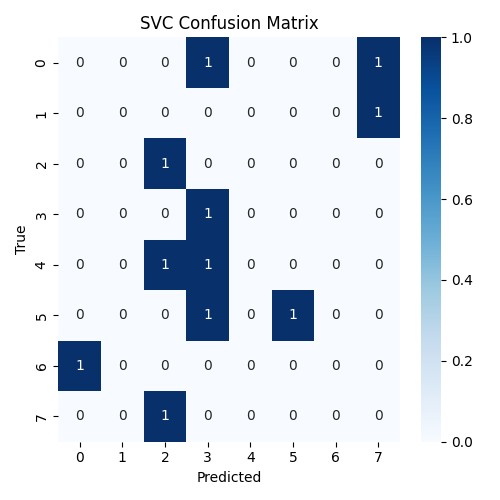 SVC Confusion Matrix
True
0 0 0 0 1 0 0 0 1
1 0 0 0 0 0 0 0 1
2 0 0 1 0 0 0 0 0
3 0 0 0 1 0 0 0 0
4 0 0 1 1 0 0 0 0
5 0 0 0 1 0 1 0 0
6 1 0 0 0 0 0 0 0
7 0 0 1 0 0 0 0 0
0 1 2 3 4 5 6 7
Predicted
1.0
0.8
0.6
0.4
0.2
0.0